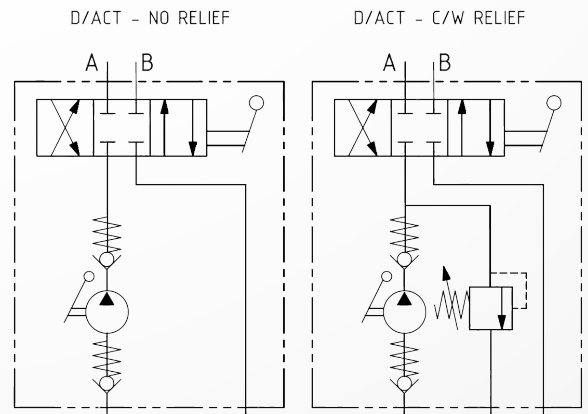 D/ACT - NO RELIEF
D/ACT - C/W RELIEF
A B
A B